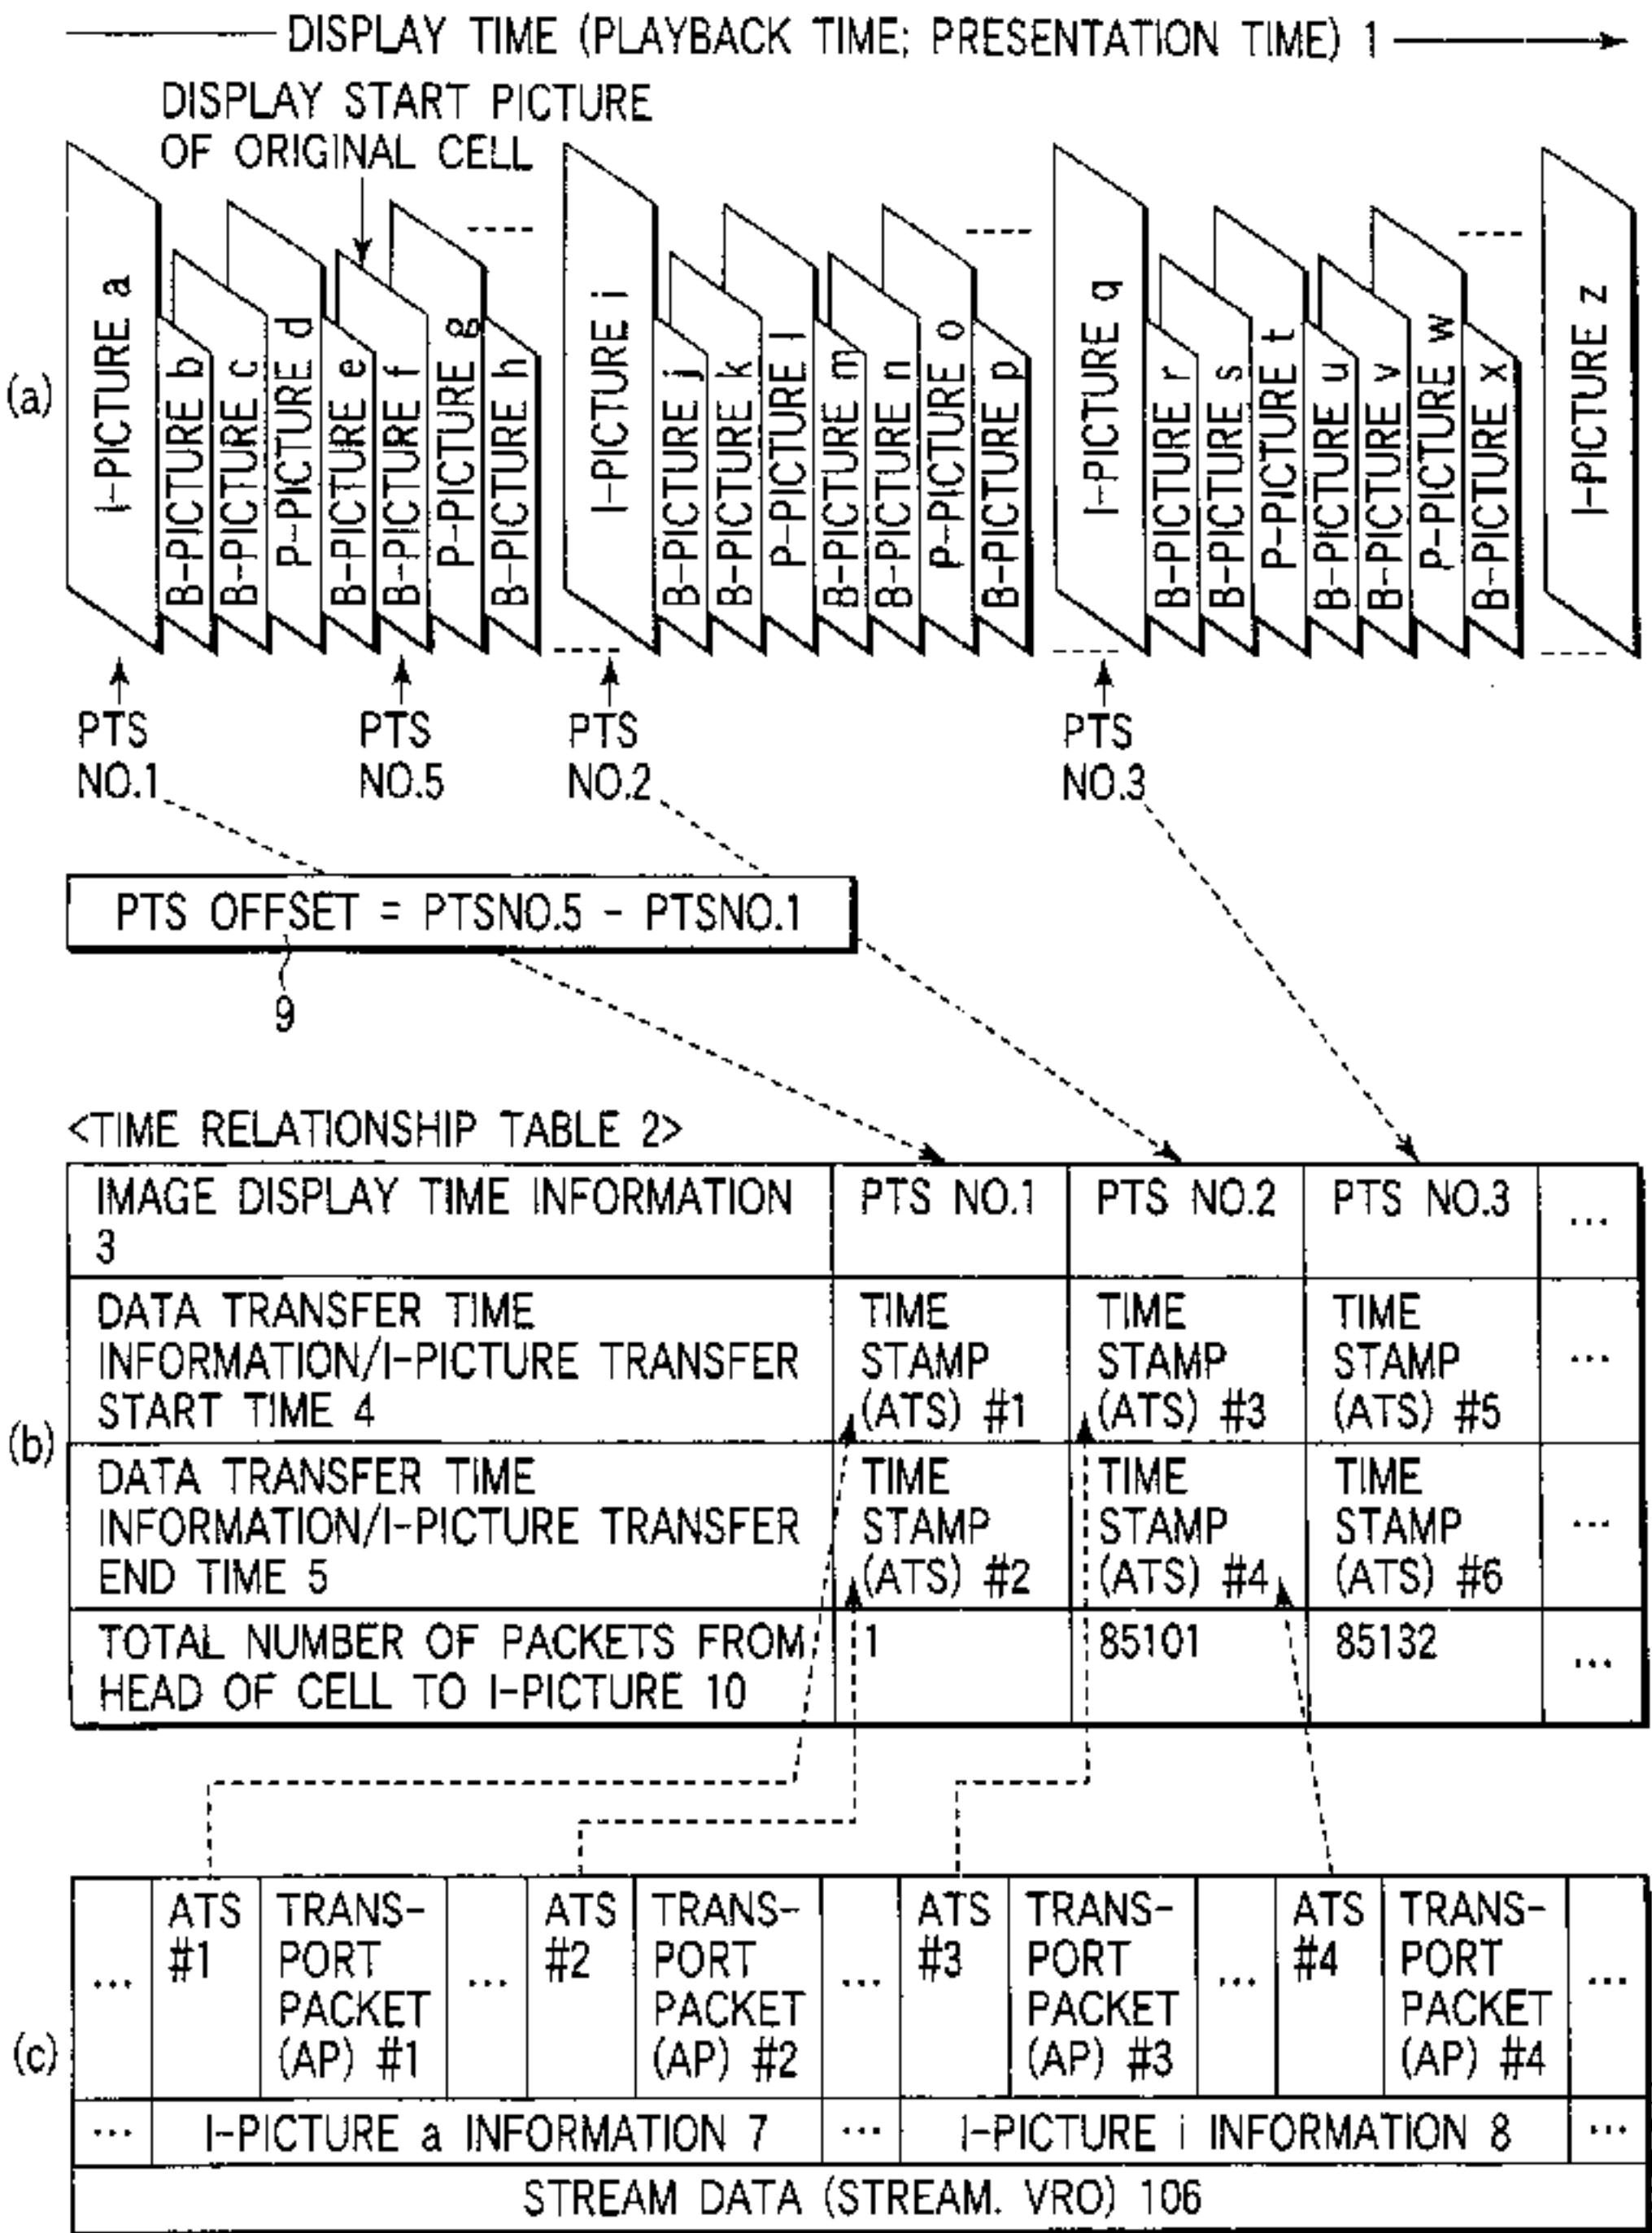 DISPLAY TIME (PLAYBACK TIME; PRESENTATION TIME) 1
DISPLAY START PICTURE
OF ORIGINAL CELL
(a)
I-PICTURE a
B-PICTURE b
B-PICTURE c
P-PICTURE d
B-PICTURE e
B-PICTURE f
P-PICTURE g
B-PICTURE h
I-PICTURE i
B-PICTURE j
B-PICTURE k
P-PICTURE l
B-PICTURE m
B-PICTURE n
P-PICTURE o
B-PICTURE p
I-PICTURE q
B-PICTURE r
B-PICTURE s
P-PICTURE t
B-PICTURE u
B-PICTURE v
P-PICTURE w
B-PICTURE x
I-PICTURE z
PTS
NO.1
PTS
NO.5
PTS
NO.2
PTS
NO.3
PTS OFFSET = PTSNO.5 - PTSNO.1
9
<TIME RELATIONSHIP TABLE 2>
(b)
IMAGE DISPLAY TIME INFORMATION
3
PTS NO.1
PTS NO.2
PTS NO.3
...
DATA TRANSFER TIME
INFORMATION/I-PICTURE TRANSFER
START TIME 4
TIME
STAMP
(ATS) #1
TIME
STAMP
(ATS) #3
TIME
STAMP
(ATS) #5
...
DATA TRANSFER TIME
INFORMATION/I-PICTURE TRANSFER
END TIME 5
TIME
STAMP
(ATS) #2
TIME
STAMP
(ATS) #4
TIME
STAMP
(ATS) #6
...
TOTAL NUMBER OF PACKETS FROM
HEAD OF CELL TO I-PICTURE 10
1
85101
85132
...
(c)
...
ATS
#1
TRANS-
PORT
PACKET
(AP) #1
...
ATS
#2
TRANS-
PORT
PACKET
(AP) #2
...
ATS
#3
TRANS-
PORT
PACKET
(AP) #3
...
ATS
#4
TRANS-
PORT
PACKET
(AP) #4
...
... I-PICTURE a INFORMATION 7 ... I-PICTURE i INFORMATION 8 ...
STREAM DATA (STREAM. VRO) 106